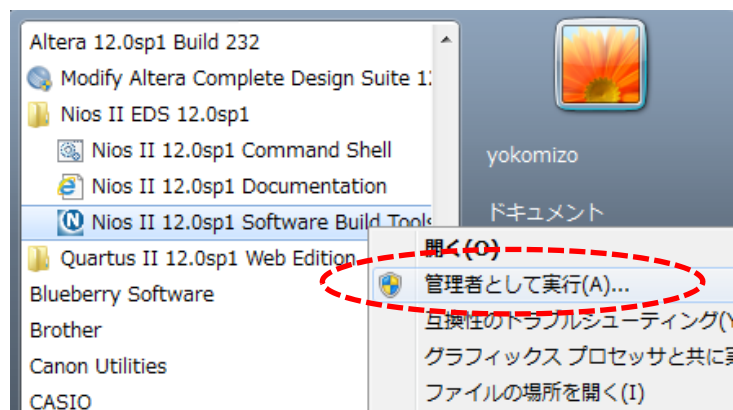 Altera 12.0sp1 Build 232
Modify Altera Complete Design Suite 12
Nios II EDS 12.0sp1
Nios II 12.0sp1 Command Shell
Nios II 12.0sp1 Documentation
Nios II 12.0sp1 Software Build Tools
Quartus II 12.0sp1 Web Edition
Blueberry Software
Brother
Canon Utilities
CASIO
yokomizo
ドキュメント
開く(O)
管理者として実行(A)...
互換性のトラブルシューティング(Y
グラフィックス プロセッサと共に実
ファイルの場所を開く(I)